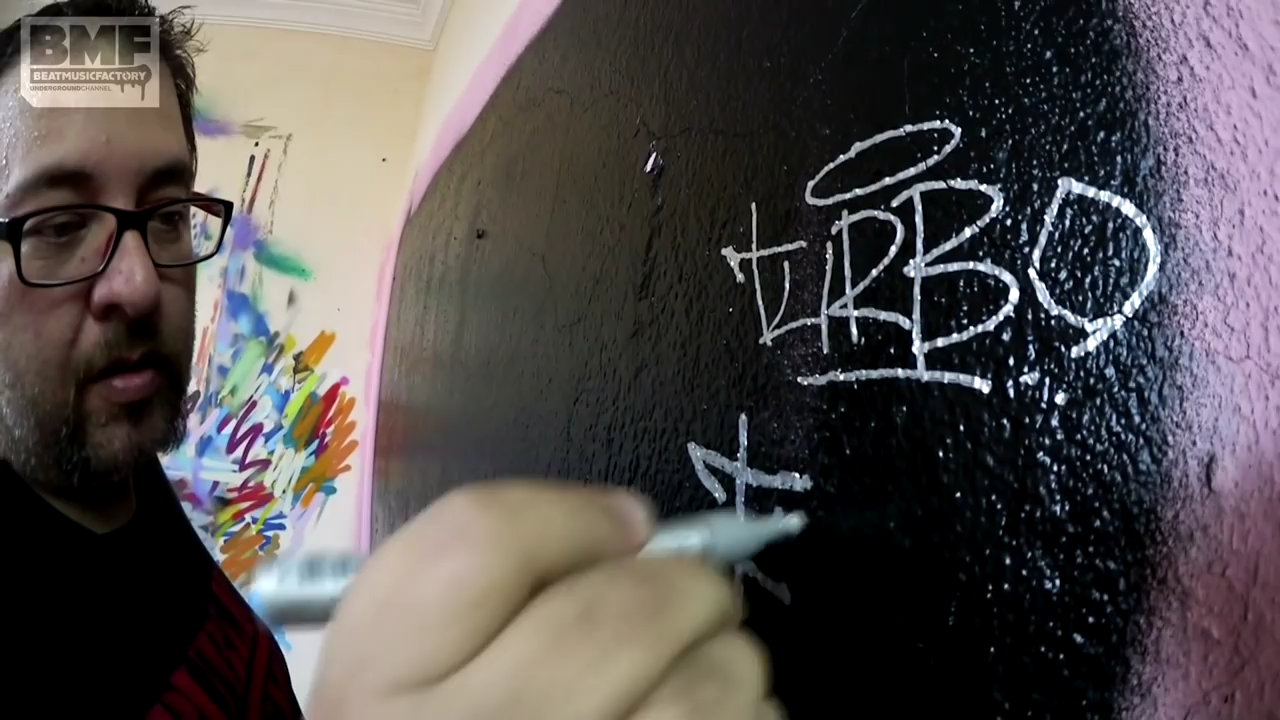 BMF
BEATMUSICFACTORY
UNDERGROUNDCHANNEL
tURBO
t